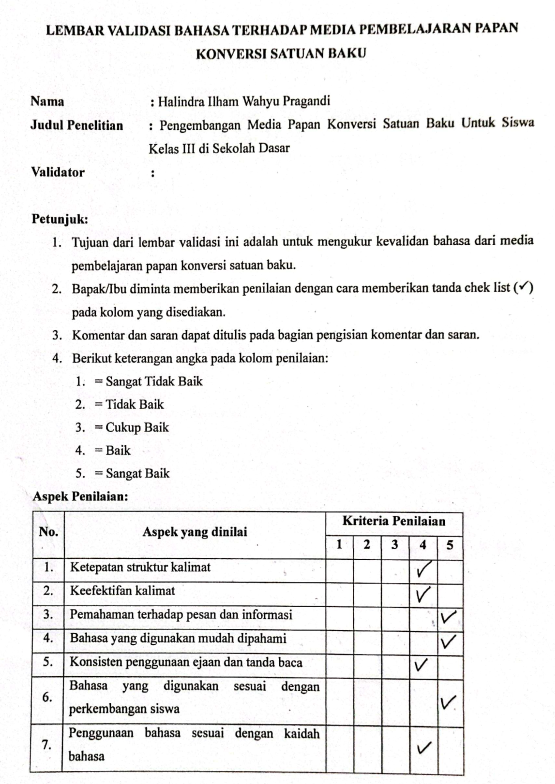 LEMBAR VALIDASI BAHASA TERHADAP MEDIA PEMBELAJARAN PAPAN
KONVERSI SATUAN BAKU
Nama : Halindra Ilham Wahyu Pragandi
Judul Penelitian : Pengembangan Media Papan Konversi Satuan Baku Untuk Siswa
Kelas III di Sekolah Dasar
Validator :
Petunjuk:
1. Tujuan dari lembar validasi ini adalah untuk mengukur kevalidan bahasa dari media
pembelajaran papan konversi satuan baku.
2. Bapak/Ibu diminta memberikan penilaian dengan cara memberikan tanda chek list (✓)
pada kolom yang disediakan.
3. Komentar dan saran dapat ditulis pada bagian pengisian komentar dan saran.
4. Berikut keterangan angka pada kolom penilaian:
1. = Sangat Tidak Baik
2. = Tidak Baik
3. = Cukup Baik
4. = Baik
5. = Sangat Baik
Aspek Penilaian:
No. Aspek yang dinilai Kriteria Penilaian
1 2 3 4 5
1. Ketepatan struktur kalimat ✓
2. Keefektifan kalimat ✓
3. Pemahaman terhadap pesan dan informasi ✓
4. Bahasa yang digunakan mudah dipahami ✓
5. Konsisten penggunaan ejaan dan tanda baca ✓
6. Bahasa yang digunakan sesuai dengan
perkembangan siswa ✓
7. Penggunaan bahasa sesuai dengan kaidah
bahasa ✓